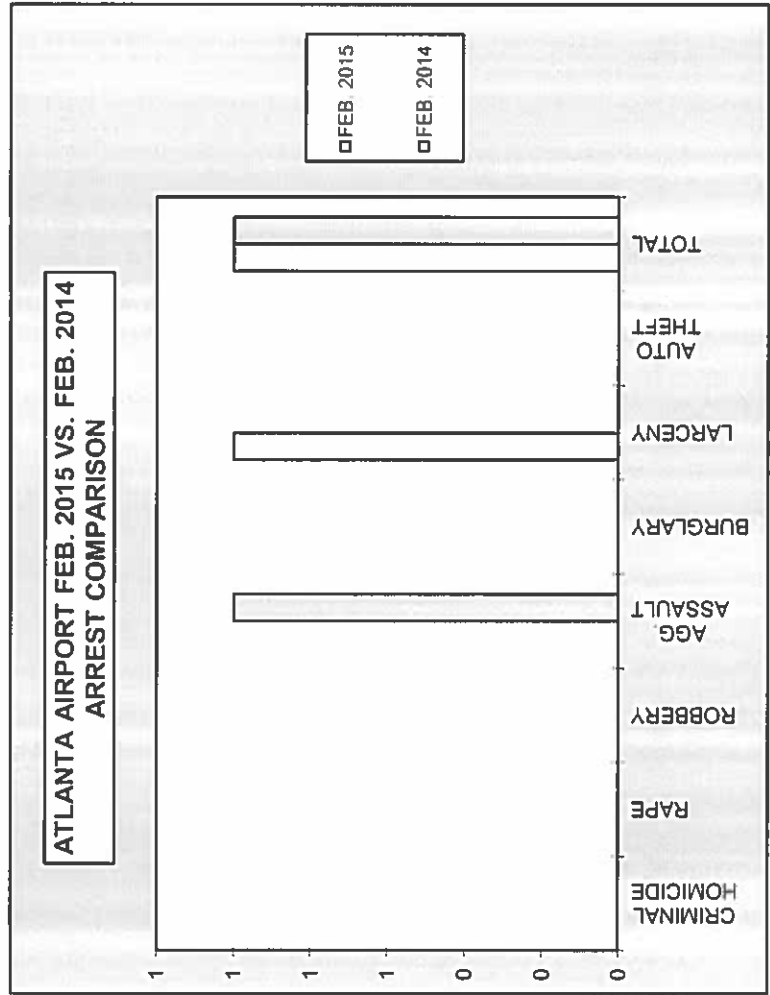 ATLANTA AIRPORT FEB. 2015 VS. FEB. 2014
ARREST COMPARISON
1
1
1
1
0
0
0
CRIMINAL
HOMICIDE
RAPE
ROBBERY
AGG.
ASSAULT
BURGLARY
LARCENY
AUTO
THEFT
TOTAL
FEB. 2015
FEB. 2014